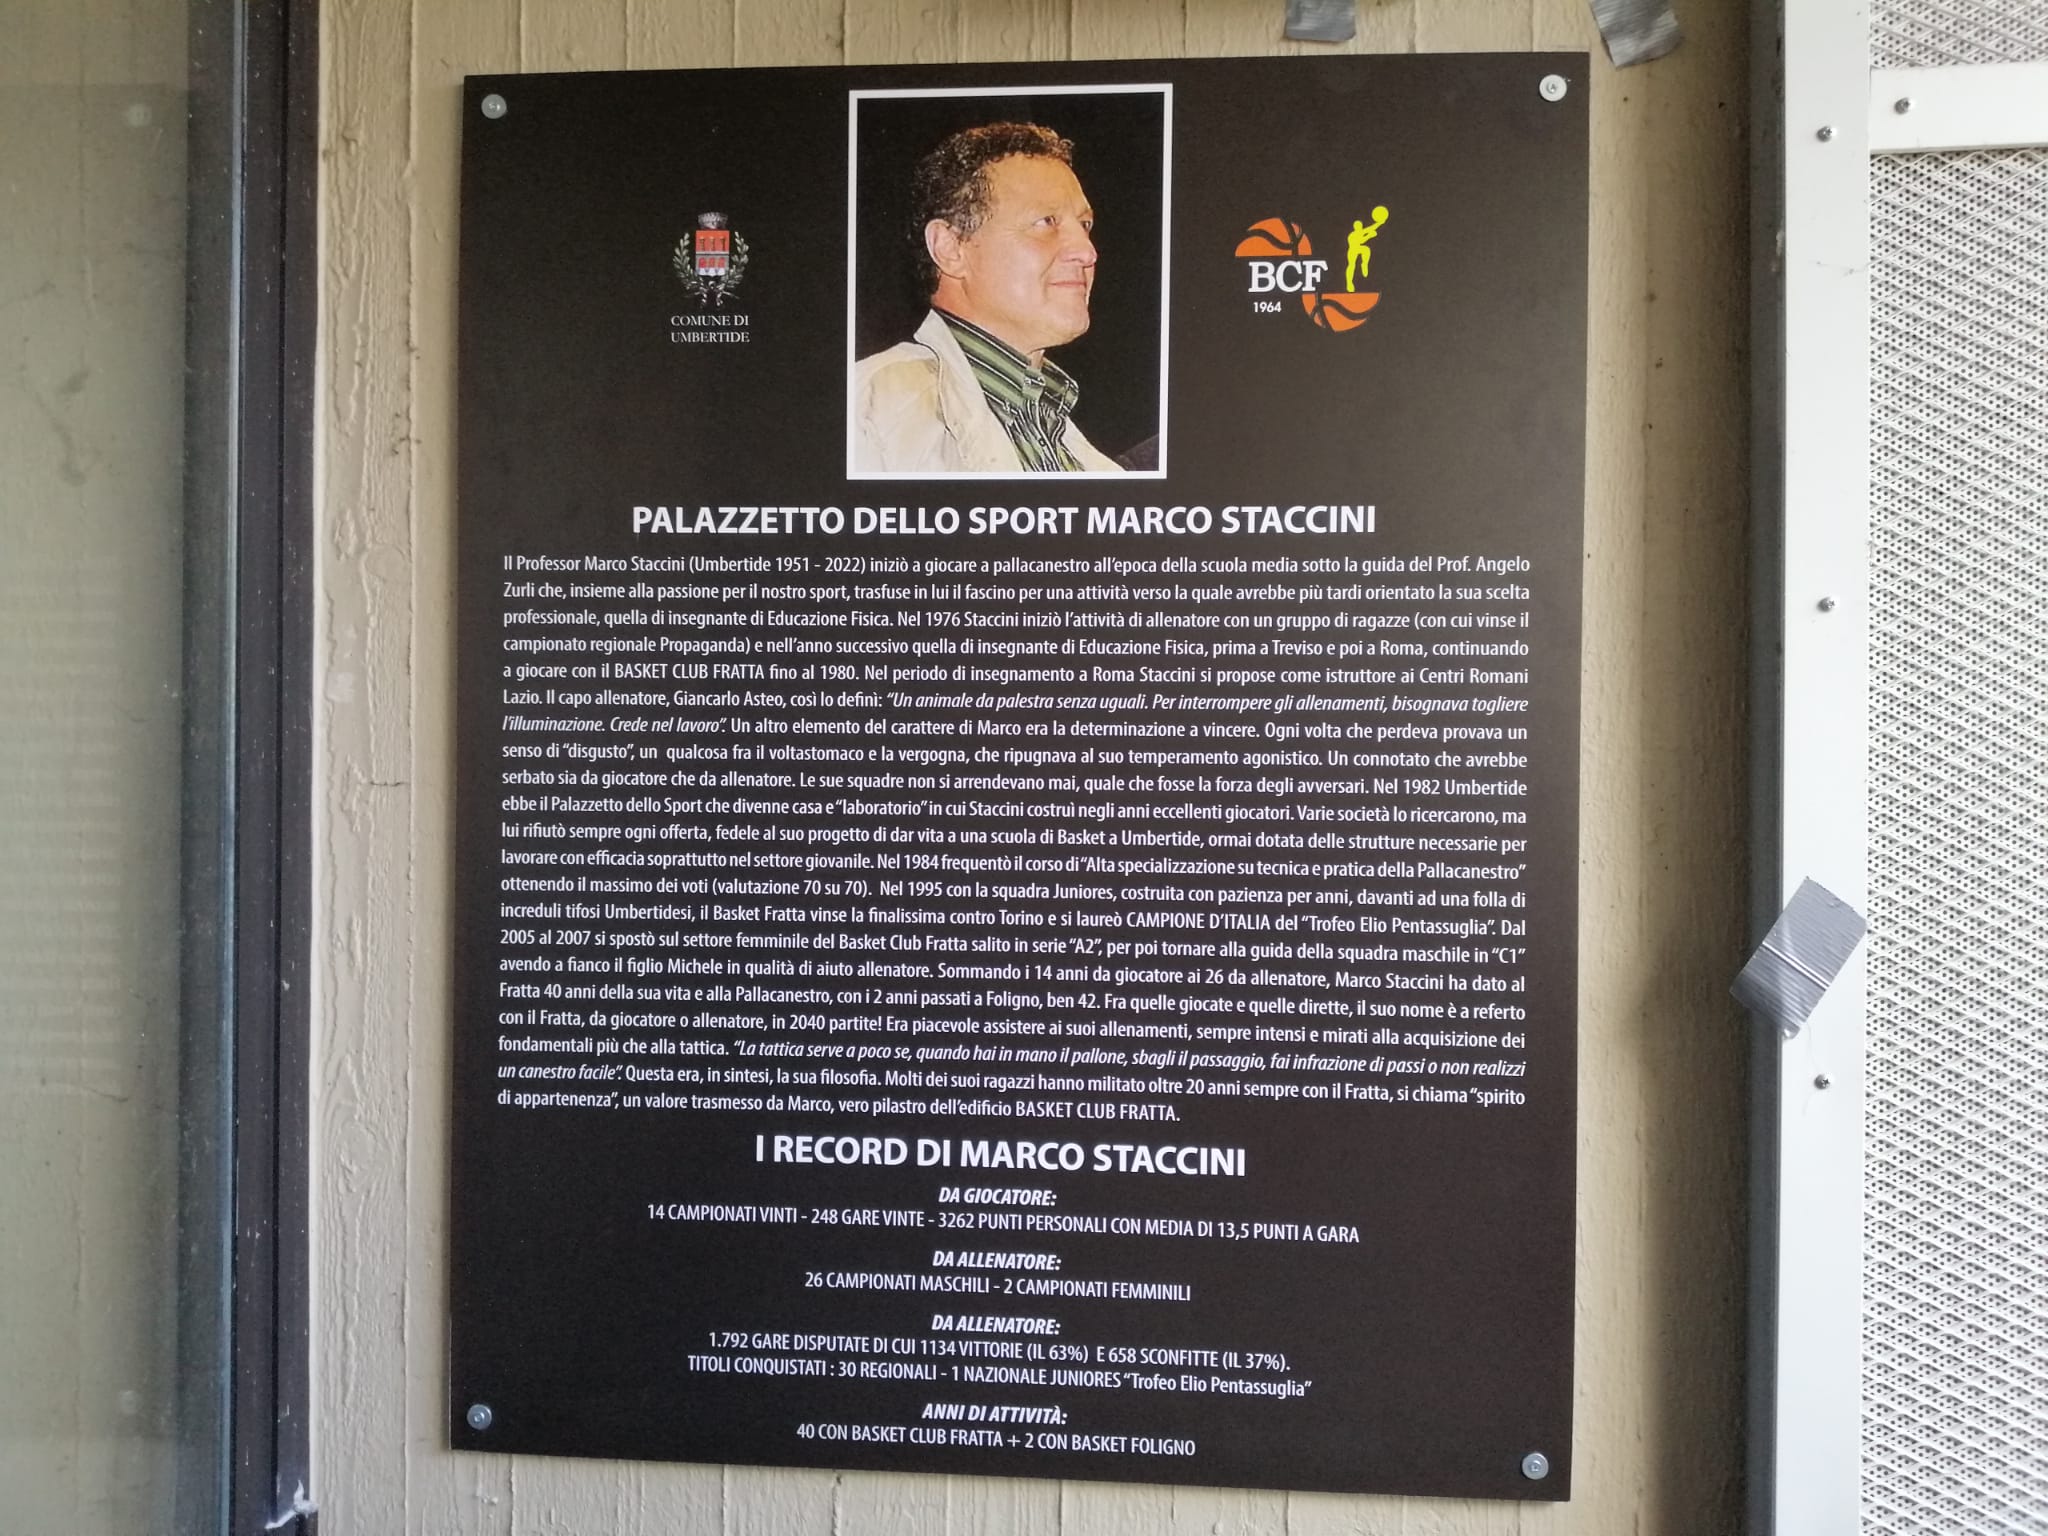 COMUNE DI
UMBERTIDE
BCF
1964
PALAZZETTO DELLO SPORT MARCO STACCINI
Il Professor Marco Staccini (Umbertide 1951 - 2022) iniziò a giocare a pallacanestro all'epoca della scuola media sotto la guida del Prof. Angelo
Zurli che, insieme alla passione per il nostro sport, trasfuse in lui il fascino per una attività verso la quale avrebbe più tardi orientato la sua scelta
professionale, quella di insegnante di Educazione Fisica. Nel 1976 Staccini iniziò l'attività di allenatore con un gruppo di ragazze (con cui vinse il
campionato regionale Propaganda) e nell'anno successivo quella di insegnante di Educazione Fisica, prima a Treviso e poi a Roma, continuando
a giocare con il BASKET CLUB FRATTA fino al 1980. Nel periodo di insegnamento a Roma Staccini si propose come istruttore ai Centri Romani
Lazio. Il capo allenatore, Giancarlo Asteo, così lo definì: “Un animale da palestra senza uguali. Per interrompere gli allenamenti, bisognava togliere
l'illuminazione. Crede nel lavoro”. Un altro elemento del carattere di Marco era la determinazione a vincere. Ogni volta che perdeva provava un
senso di “disgusto”, un qualcosa fra il voltastomaco e la vergogna, che ripugnava al suo temperamento agonistico. Un connotato che avrebbe
serbato sia da giocatore che da allenatore. Le sue squadre non si arrendevano mai, quale che fosse la forza degli avversari. Nel 1982 Umbertide
ebbe il Palazzetto dello Sport che divenne casa e “laboratorio” in cui Staccini costruì negli anni eccellenti giocatori. Varie società lo ricercarono, ma
lui rifiutò sempre ogni offerta, fedele al suo progetto di dar vita a una scuola di Basket a Umbertide, ormai dotata delle strutture necessarie per
lavorare con efficacia soprattutto nel settore giovanile. Nel 1984 frequentò il corso di “Alta specializzazione su tecnica e pratica della Pallacanestro”
ottenendo il massimo dei voti (valutazione 70 su 70). Nel 1995 con la squadra Juniores, costruita con pazienza per anni, davanti ad una folla di
increduli tifosi Umbertidesi, il Basket Fratta vinse la finalissima contro Torino e si laureò CAMPIONE D'ITALIA del “Trofeo Elio Pentassuglia”. Dal
2005 al 2007 si spostò sul settore femminile del Basket Club Fratta salito in serie “A2”, per poi tornare alla guida della squadra maschile in “C1”
avendo a fianco il figlio Michele in qualità di aiuto allenatore. Sommando i 14 anni da giocatore ai 26 da allenatore, Marco Staccini ha dato al
Fratta 40 anni della sua vita e alla Pallacanestro, con i 2 anni passati a Foligno, ben 42. Fra quelle giocate e quelle dirette, il suo nome è a referto
con il Fratta, da giocatore o allenatore, in 2040 partite! Era piacevole assistere ai suoi allenamenti, sempre intensi e mirati alla acquisizione dei
fondamentali più che alla tattica. “La tattica serve a poco se, quando hai in mano il pallone, sbagli il passaggio, fai infrazione di passi o non realizzi
un canestro facile”. Questa era, in sintesi, la sua filosofia. Molti dei suoi ragazzi hanno militato oltre 20 anni sempre con il Fratta, si chiama “spirito
di appartenenza”, un valore trasmesso da Marco, vero pilastro dell'edificio BASKET CLUB FRATTA.
I RECORD DI MARCO STACCINI
DA GIOCATORE:
14 CAMPIONATI VINTI - 248 GARE VINTE - 3262 PUNTI PERSONALI CON MEDIA DI 13,5 PUNTI A GARA
DA ALLENATORE:
26 CAMPIONATI MASCHILI - 2 CAMPIONATI FEMMINILI
DA ALLENATORE:
1.792 GARE DISPUTATE DI CUI 1134 VITTORIE (IL 63%) E 658 SCONFITTE (IL 37%).
TITOLI CONQUISTATI : 30 REGIONALI - 1 NAZIONALE JUNIORES “Trofeo Elio Pentassuglia”
ANNI DI ATTIVITÀ:
40 CON BASKET CLUB FRATTA + 2 CON BASKET FOLIGNO